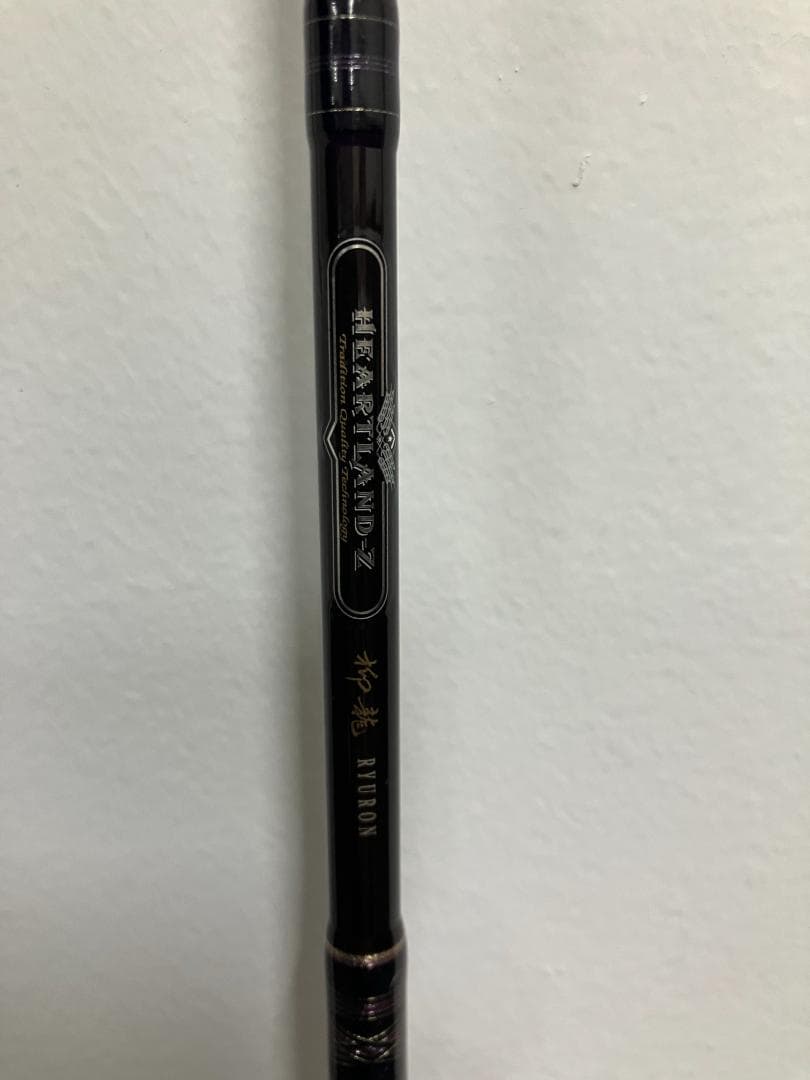 HEARTLAND-Z
Tradition Quality Technology
柳龍 RYURON